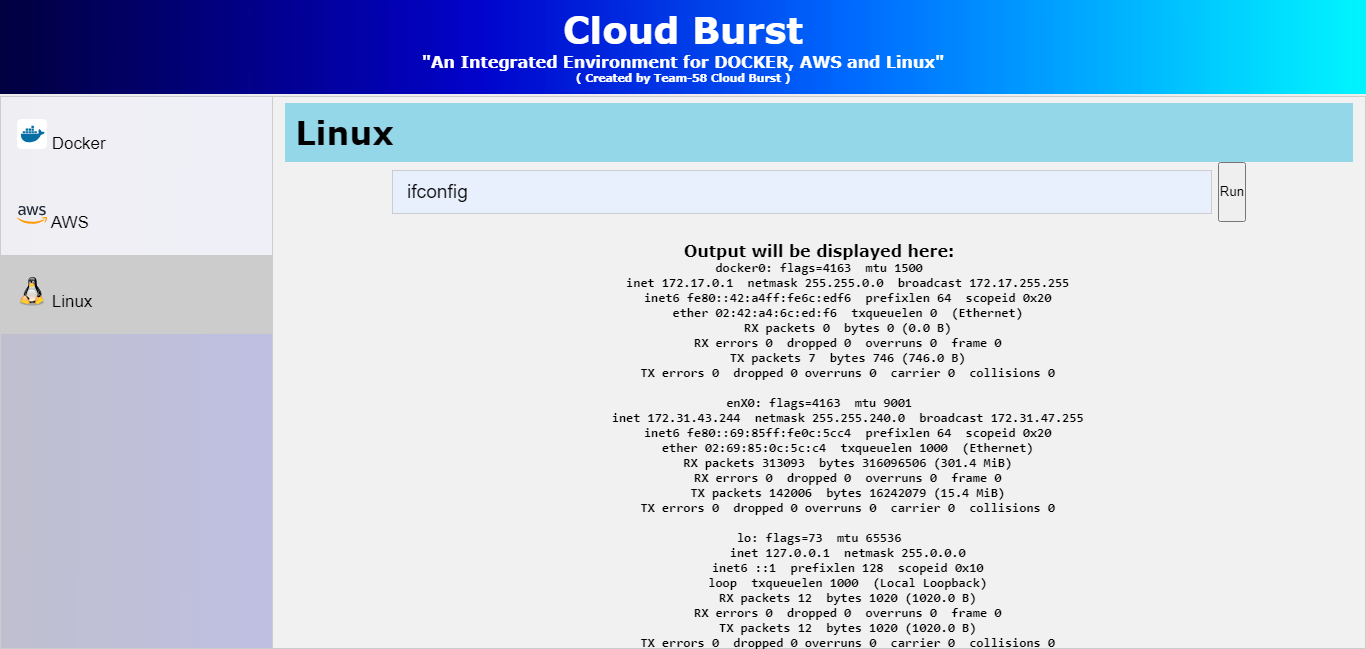 Cloud Burst
"An Integrated Environment for DOCKER, AWS and Linux"
( Created by Team-58 Cloud Burst )
Docker
aws AWS
Linux
Linux
ifconfig
Run
Output will be displayed here:
docker0: flags=4163  mtu 1500
inet 172.17.0.1  netmask 255.255.0.0  broadcast 172.17.255.255
inet6 fe80::42:a4ff:fe6c:edf6  prefixlen 64  scopeid 0x20
ether 02:42:a4:6c:ed:f6  txqueuelen 0  (Ethernet)
RX packets 0  bytes 0 (0.0 B)
RX errors 0  dropped 0  overruns 0  frame 0
TX packets 7  bytes 746 (746.0 B)
TX errors 0  dropped 0 overruns 0  carrier 0  collisions 0
enX0: flags=4163  mtu 9001
inet 172.31.43.244  netmask 255.255.240.0  broadcast 172.31.47.255
inet6 fe80::69:85ff:fe0c:5cc4  prefixlen 64  scopeid 0x20
ether 02:69:85:0c:5c:c4  txqueuelen 1000  (Ethernet)
RX packets 313093  bytes 316096506 (301.4 MiB)
RX errors 0  dropped 0  overruns 0  frame 0
TX packets 142006  bytes 16242079 (15.4 MiB)
TX errors 0  dropped 0 overruns 0  carrier 0  collisions 0
lo: flags=73  mtu 65536
inet 127.0.0.1  netmask 255.0.0.0
inet6 ::1  prefixlen 128  scopeid 0x10
loop  txqueuelen 1000  (Local Loopback)
RX packets 12  bytes 1020 (1020.0 B)
RX errors 0  dropped 0  overruns 0  frame 0
TX packets 12  bytes 1020 (1020.0 B)
TX errors 0  dropped 0 overruns 0  carrier 0  collisions 0